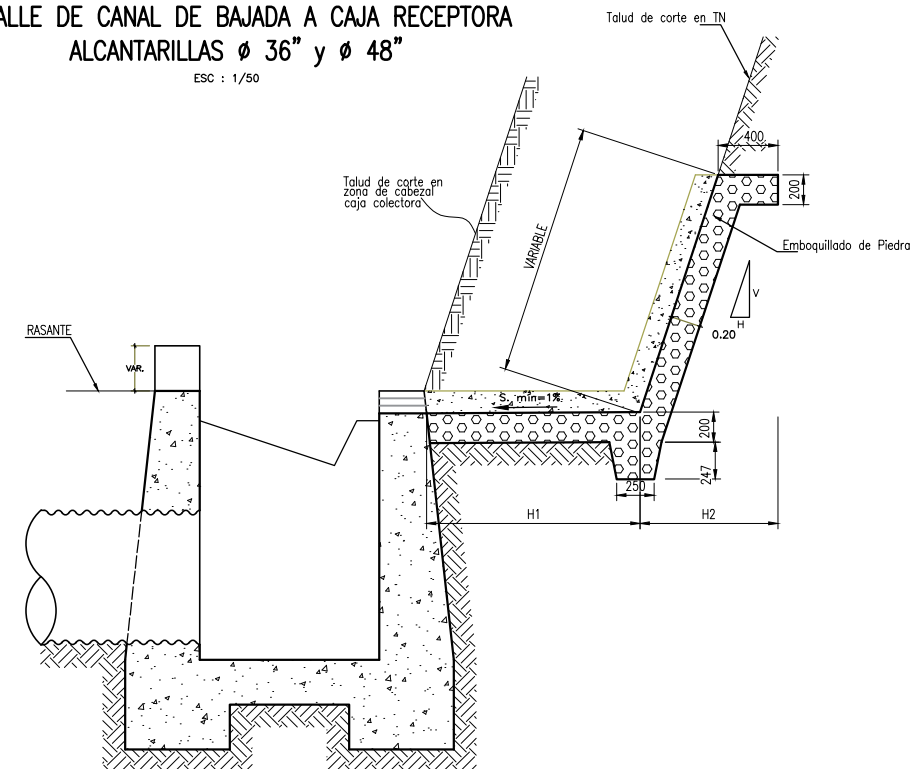 ALLE DE CANAL DE BAJADA A CAJA RECEPTORA
ALCANTARILLAS ø 36” y ø 48”
ESC : 1/50
Talud de corte en TN
400
200
Talud de corte en
zona de cabezal
caja colectora
VARIABLE
Emboquillado de Piedra
V
H
0.20
RASANTE
VAR.
S. min=1%
200
247
250
H1
H2